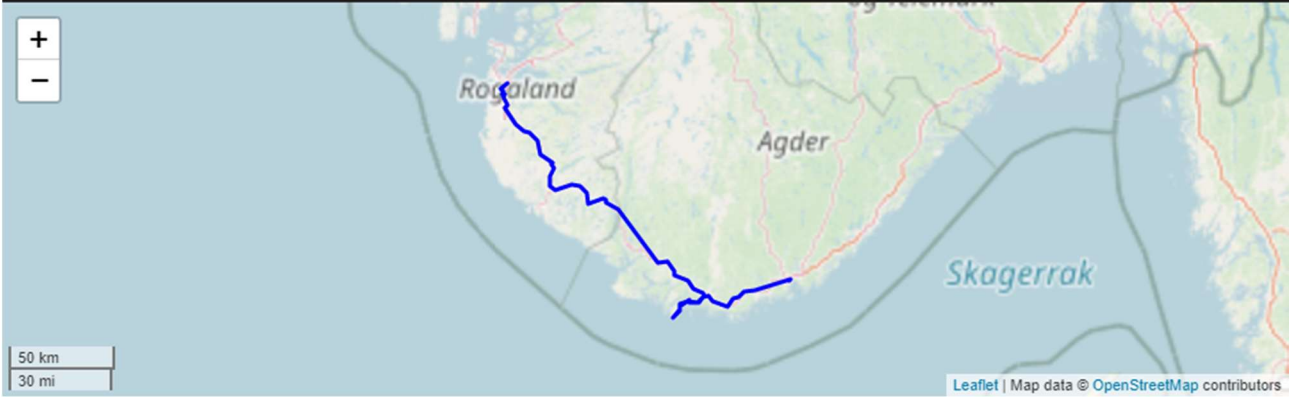 og Telemark
+
−
Rogaland
Agder
Skagerrak
50 km
30 mi
Leaflet | Map data © OpenStreetMap contributors